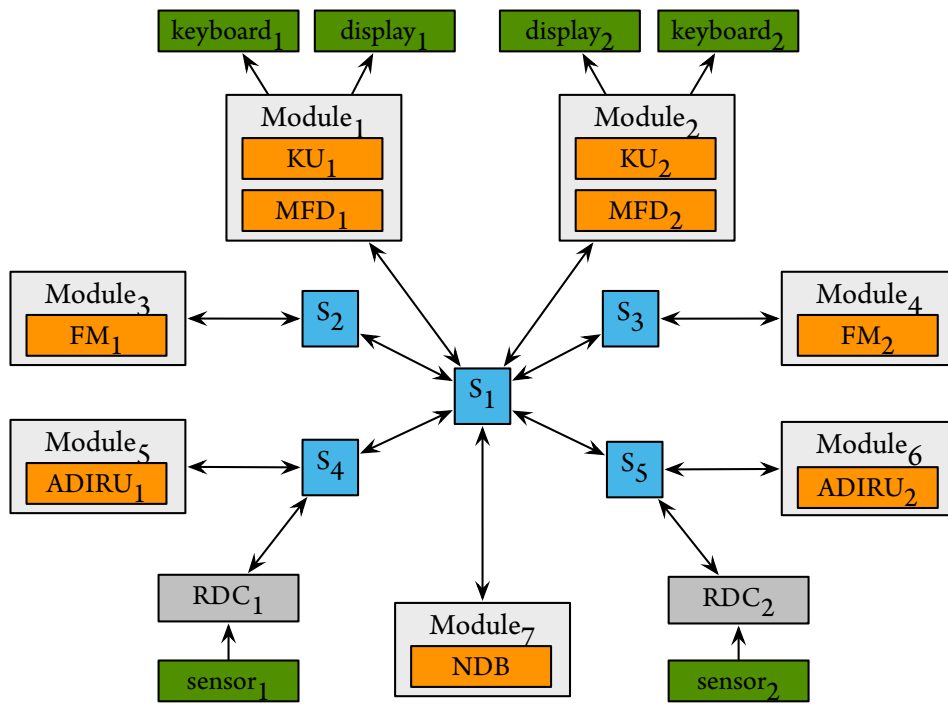 keyboard₁
display₁
display₂
keyboard₂
Module₁
KU₁
MFD₁
Module₂
KU₂
MFD₂
Module₃
FM₁
S₂
S₃
Module₄
FM₂
S₁
Module₅
ADIRU₁
S₄
S₅
Module₆
ADIRU₂
RDC₁
RDC₂
Module₇
NDB
sensor₁
sensor₂